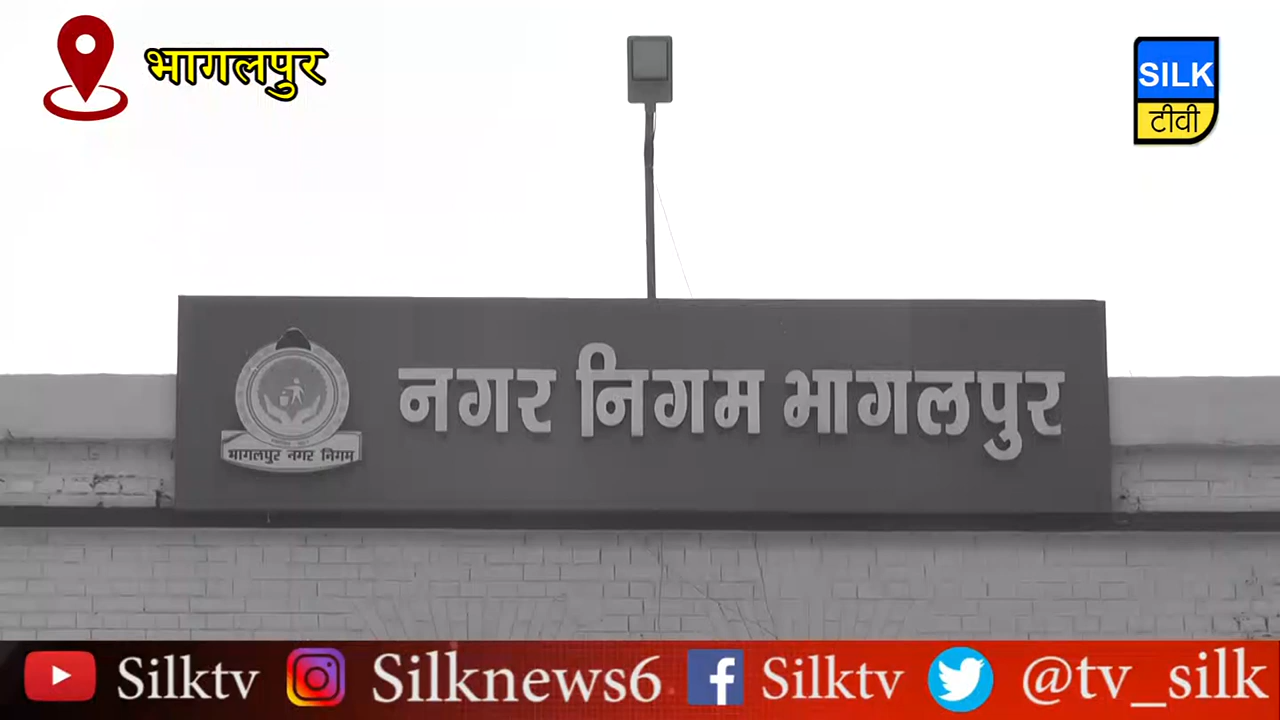 भागलपुर
SILK
टीवी
नगर निगम भागलपुर
भागलपुर नगर निगम
Silktv Silknews6 Silktv @tv_silk